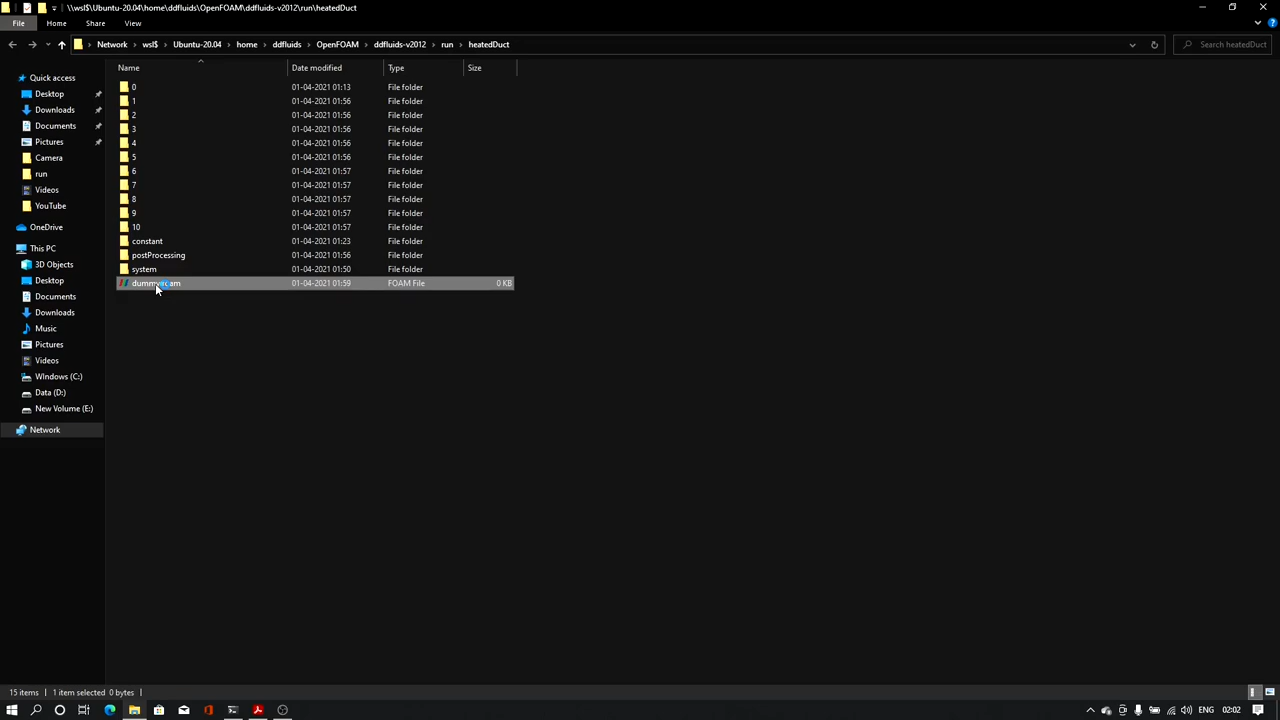 \\wsl$\Ubuntu-20.04\home\ddfluids\OpenFOAM\ddfluids-v2012\run\heatedDuct
File Home Share View
Network wsl$ Ubuntu-20.04 home ddfluids OpenFOAM ddfluids-v2012 run heatedDuct Search heatedDuct
Name Date modified Type Size
Quick access
Desktop
Downloads
Documents
Pictures
Camera
run
Videos
YouTube
OneDrive
This PC
3D Objects
Desktop
Documents
Downloads
Music
Pictures
Videos
Windows (C:)
Data (D:)
New Volume (E:)
Network
0 01-04-2021 01:13 File folder
1 01-04-2021 01:56 File folder
2 01-04-2021 01:56 File folder
3 01-04-2021 01:56 File folder
4 01-04-2021 01:56 File folder
5 01-04-2021 01:56 File folder
6 01-04-2021 01:57 File folder
7 01-04-2021 01:57 File folder
8 01-04-2021 01:57 File folder
9 01-04-2021 01:57 File folder
10 01-04-2021 01:57 File folder
constant 01-04-2021 01:23 File folder
postProcessing 01-04-2021 01:56 File folder
system 01-04-2021 01:50 File folder
01-04-2021 01:59 FOAM File 0 KB
15 items 1 item selected 0 bytes
ENG 02:02